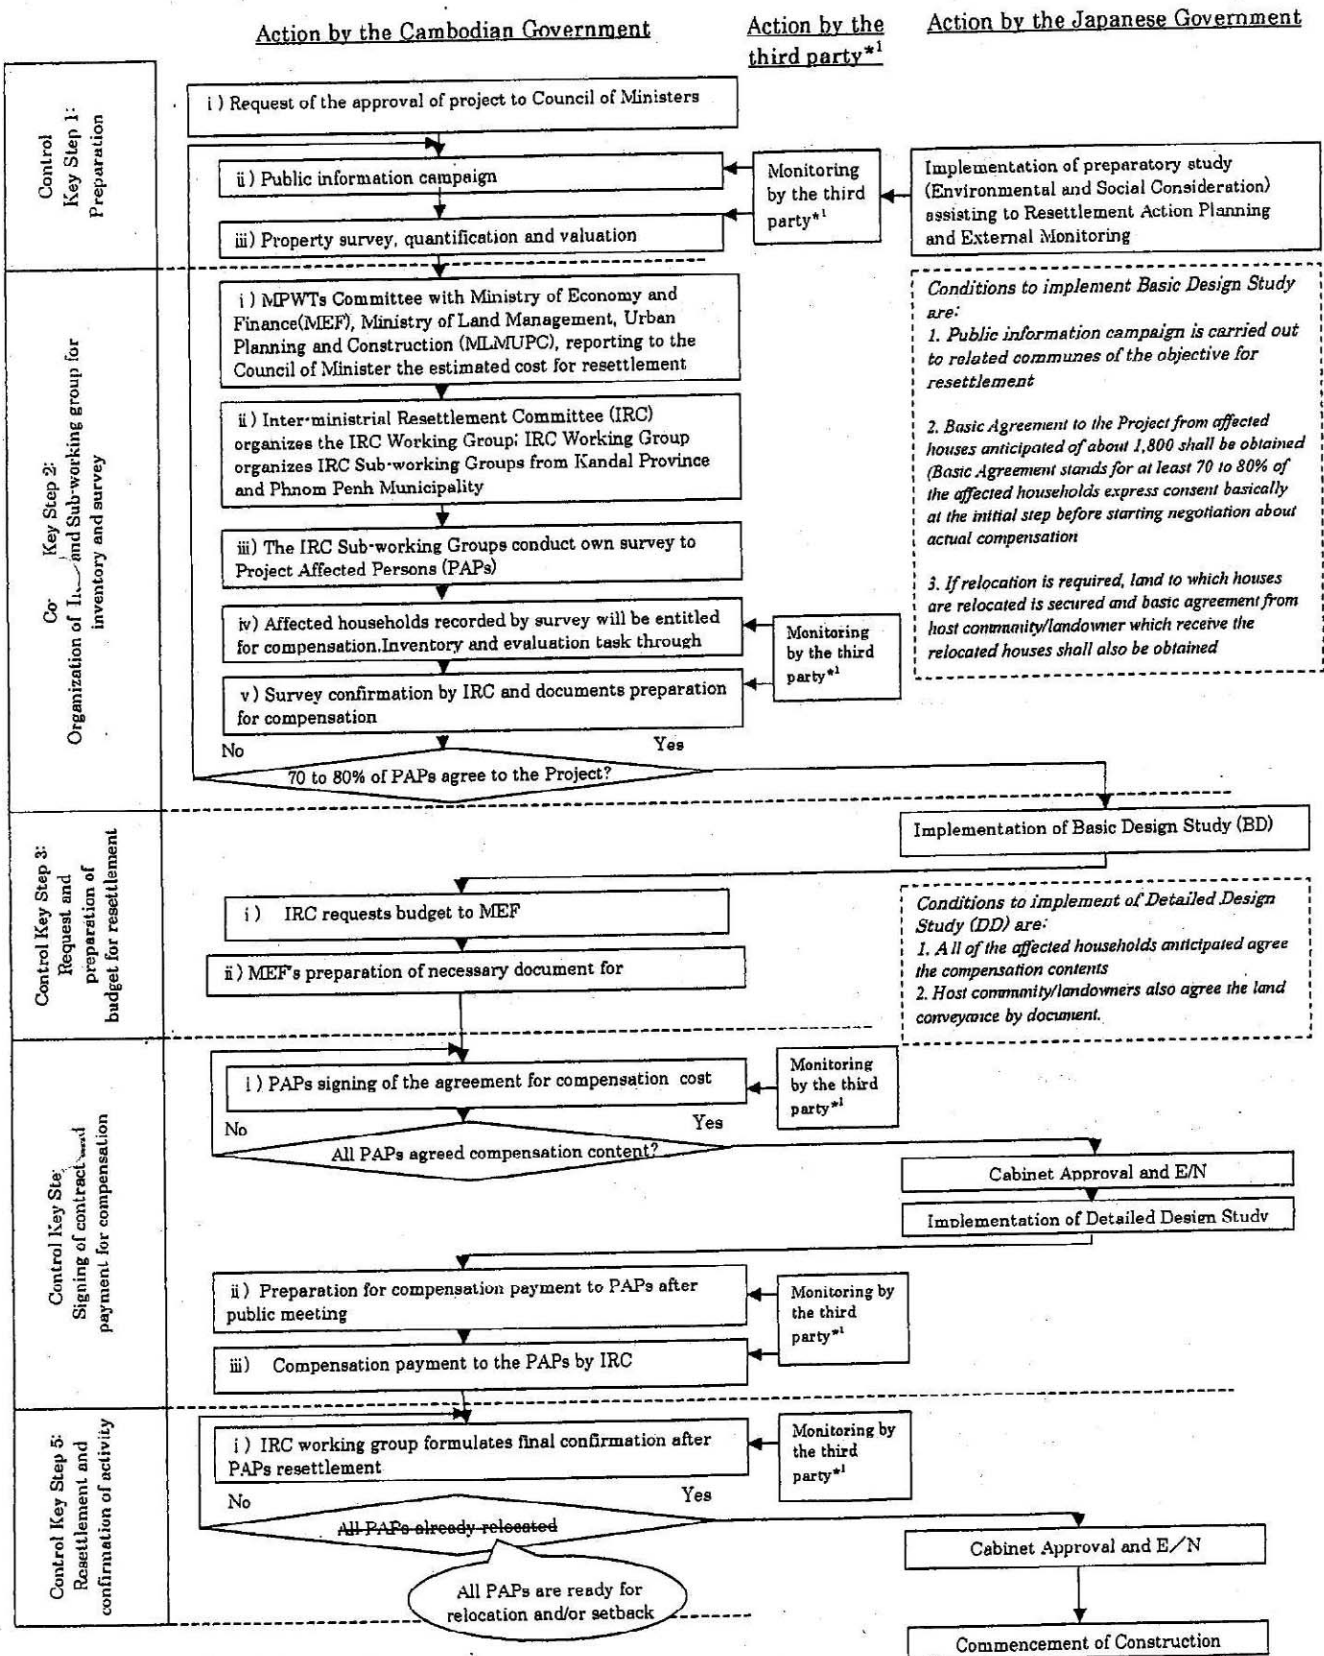 Action by the Cambodian Government
Action by the
third party*1
Action by the Japanese Government
Control
Key Step 1:
Preparation
i) Request of the approval of project to Council of Ministers
ii) Public information campaign
iii) Property survey, quantification and valuation
Monitoring
by the third
party*1
Implementation of preparatory study
(Environmental and Social Consideration)
assisting to Resettlement Action Planning
and External Monitoring
Key Step 2:
Organization of and Sub-working group for
inventory and survey
i) MPWTs Committee with Ministry of Economy and
Finance(MEF), Ministry of Land Management, Urban
Planning and Construction (MLMUPC), reporting to the
Council of Minister the estimated cost for resettlement
ii) Inter-ministrial Resettlement Committee (IRC)
organizes the IRC Working Group; IRC Working Group
organizes IRC Sub-working Groups from Kandal Province
and Phnom Penh Municipality
iii) The IRC Sub-working Groups conduct own survey to
Project Affected Persons (PAPs)
iv) Affected households recorded by survey will be entitled
for compensation.Inventory and evaluation task through
v) Survey confirmation by IRC and documents preparation
for compensation
Monitoring
by the third
party*1
Conditions to implement Basic Design Study
are:
1. Public information campaign is carried out
to related communes of the objective for
resettlement
2. Basic Agreement to the Project from affected
houses anticipated of about 1,800 shall be obtained
(Basic Agreement stands for at least 70 to 80% of
the affected households express consent basically
at the initial step before starting negotiation about
actual compensation
3. If relocation is required, land to which houses
are relocated is secured and basic agreement from
host community/landowner which receive the
relocated houses shall also be obtained
No
Yes
70 to 80% of PAPs agree to the Project?
Implementation of Basic Design Study (BD)
Control Key Step 3:
Request and
preparation of
budget for resettlement
i) IRC requests budget to MEF
ii) MEF's preparation of necessary document for
Conditions to implement of Detailed Design
Study (DD) are:
1. All of the affected households anticipated agree
the compensation contents
2. Host community/landowners also agree the land
conveyance by document.
Control Key Ste
Signing of contract
payment for compensation
i) PAPs signing of the agreement for compensation cost
Monitoring
by the third
party*1
No
Yes
All PAPs agreed compensation content?
Cabinet Approval and E/N
Implementation of Detailed Design Study
ii) Preparation for compensation payment to PAPs after
public meeting
iii) Compensation payment to the PAPs by IRC
Monitoring by
the third
party*1
Control Key Step 5:
Resettlement and
confirmation of activity
i) IRC working group formulates final confirmation after
PAPs resettlement
Monitoring by
the third
party*1
No
Yes
All PAPs already relocated
All PAPs are ready for
relocation and/or setback
Cabinet Approval and E/N
Commencement of Construction